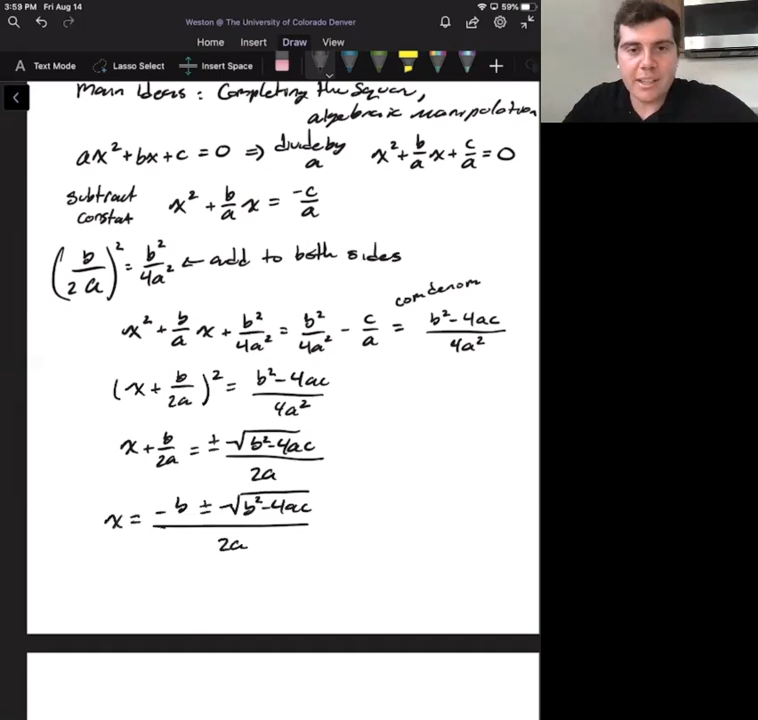 3:59 PM Fri Aug 14
59%
Weston @ The University of Colorado Denver
Home Insert Draw View
A Text Mode Lasso Select Insert Space
Main Ideas: Completing the Square,
algebraic manipulation
ax² + bx + c = 0 ⇒ divide by a x² + b/a x + c/a = 0
subtract constat x² + b/a x = -c/a
(b/2a)² = b²/4a² ← add to both sides
com denom
x² + b/a x + b²/4a² = b²/4a² - c/a = b²-4ac/4a²
(x + b/2a)² = b²-4ac/4a²
x + b/2a = ± √b²-4ac/2a
x = -b ± √b²-4ac/2a